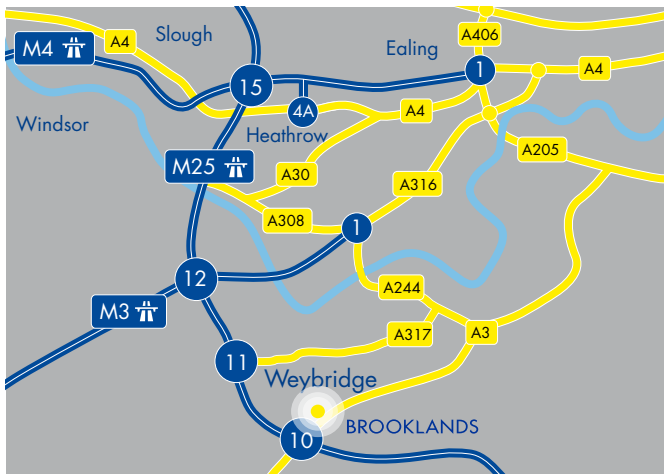 A406
Slough
A4
M4
Ealing
1
A4
15
4A
A4
Heathrow
Windsor
A205
M25
A30
A316
A308
1
12
A244
M3
A317
A3
11
Weybridge
BROOKLANDS
10